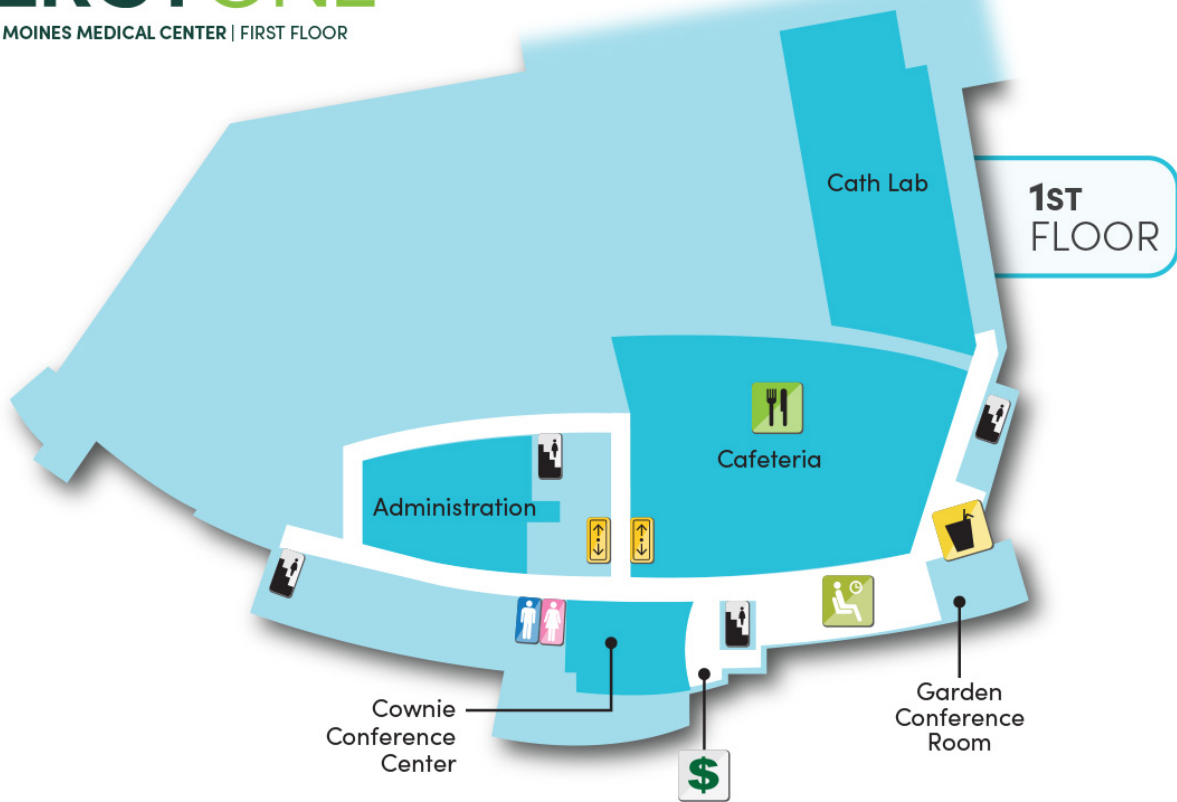 MOINES MEDICAL CENTER | FIRST FLOOR
Cath Lab
1ST
FLOOR
Cafeteria
Administration
Cownie
Conference
Center
Garden
Conference
Room
$